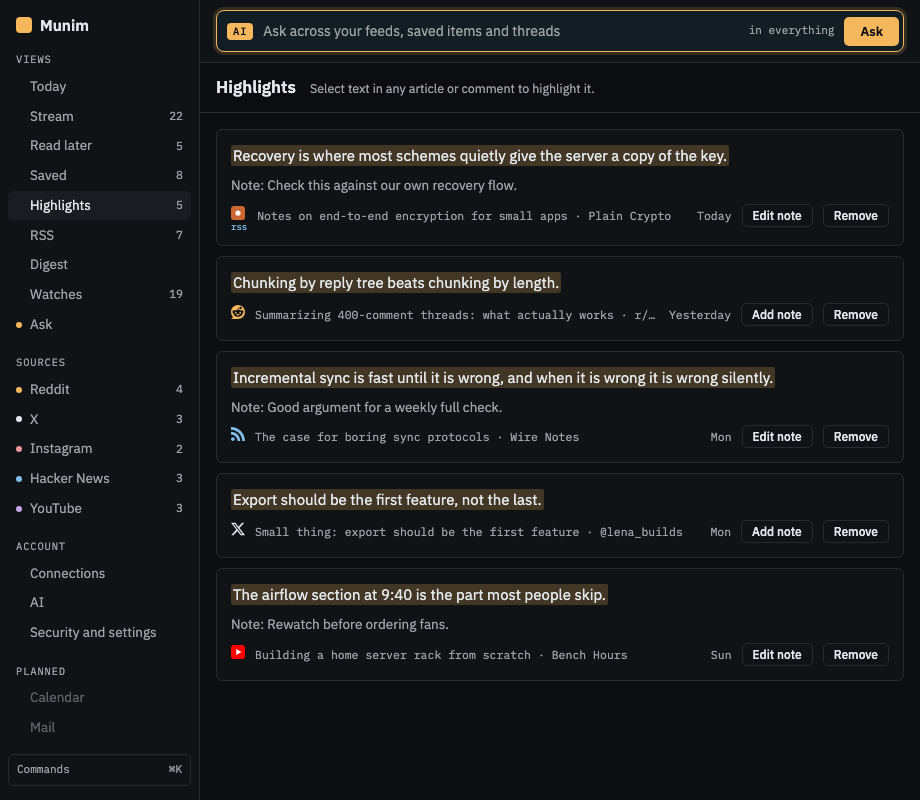 Munim
VIEWS
Today
Stream 22
Read later 5
Saved 8
Highlights 5
RSS 7
Digest
Watches 19
Ask
SOURCES
Reddit 4
X 3
Instagram 2
Hacker News 3
YouTube 3
ACCOUNT
Connections
AI
Security and settings
PLANNED
Calendar
Mail
Commands ⌘K
AI Ask across your feeds, saved items and threads in everything Ask
Highlights Select text in any article or comment to highlight it.
Recovery is where most schemes quietly give the server a copy of the key.
Note: Check this against our own recovery flow.
rss Notes on end-to-end encryption for small apps · Plain Crypto Today Edit note Remove
Chunking by reply tree beats chunking by length.
Summarizing 400-comment threads: what actually works · r/… Yesterday Add note Remove
Incremental sync is fast until it is wrong, and when it is wrong it is wrong silently.
Note: Good argument for a weekly full check.
The case for boring sync protocols · Wire Notes Mon Edit note Remove
Export should be the first feature, not the last.
Small thing: export should be the first feature · @lena_builds Mon Add note Remove
The airflow section at 9:40 is the part most people skip.
Note: Rewatch before ordering fans.
Building a home server rack from scratch · Bench Hours Sun Edit note Remove